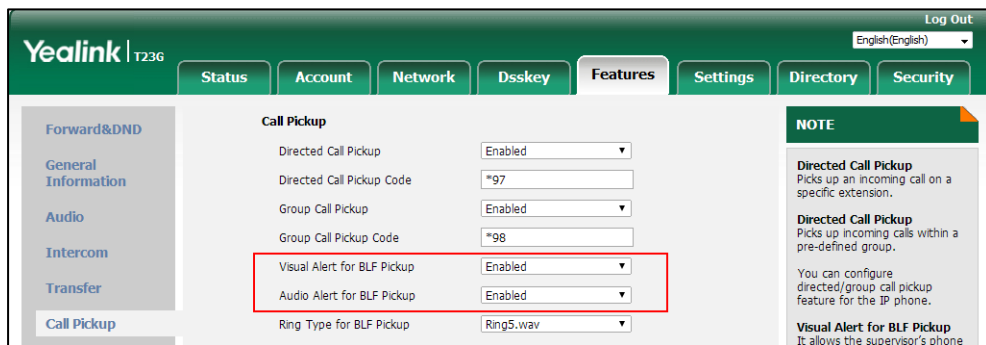 Log Out
English(English)
Yealink T23G
Status Account Network Dsskey Features Settings Directory Security
Forward&DND
General
Information
Audio
Intercom
Transfer
Call Pickup
Call Pickup
Directed Call Pickup Enabled
Directed Call Pickup Code *97
Group Call Pickup Enabled
Group Call Pickup Code *98
Visual Alert for BLF Pickup Enabled
Audio Alert for BLF Pickup Enabled
Ring Type for BLF Pickup Ring5.wav
NOTE
Directed Call Pickup
Picks up an incoming call on a
specific extension.
Directed Call Pickup
Picks up incoming calls within a
pre-defined group.
You can configure
directed/group call pickup
feature for the IP phone.
Visual Alert for BLF Pickup
It allows the supervisor's phone